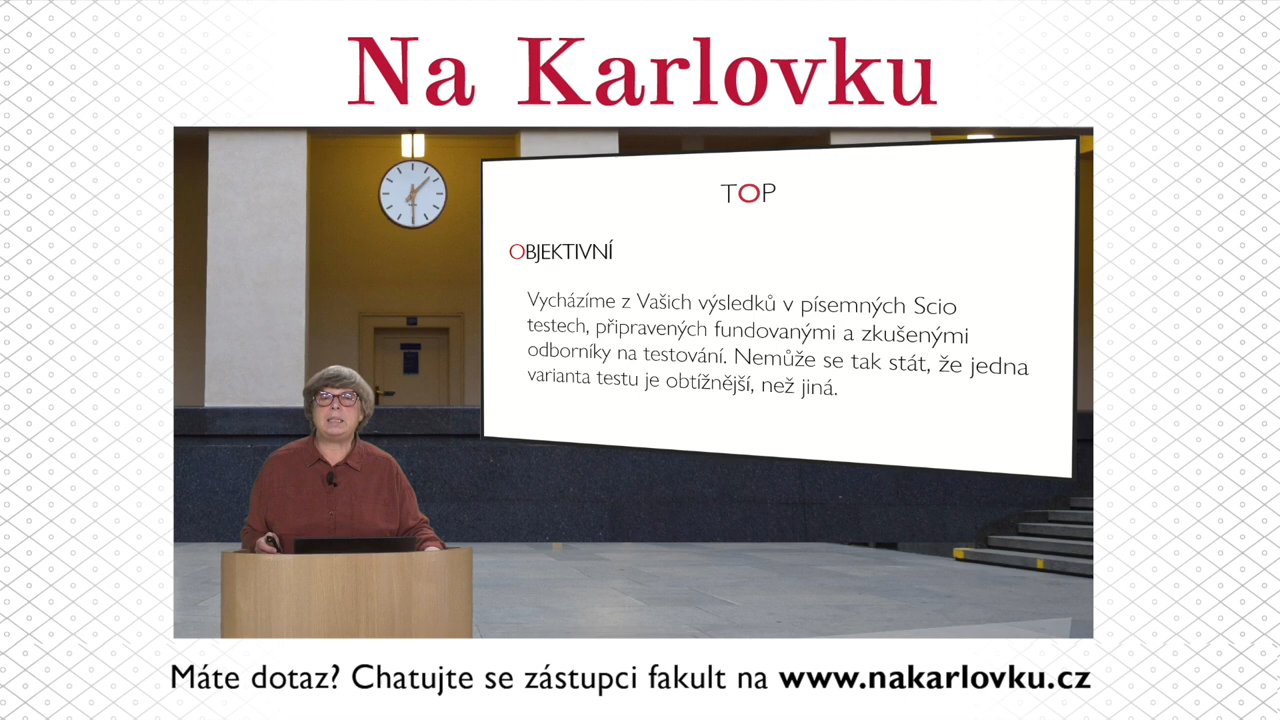 Na Karlovku
TOP
OBJEKTIVNÍ
Vycházíme z Vašich výsledků v písemných Scio
testech, připravených fundovanými a zkušenými
odborníky na testování. Nemůže se tak stát, že jedna
varianta testu je obtížnější, než jiná.
Máte dotaz? Chatujte se zástupci fakult na www.nakarlovku.cz